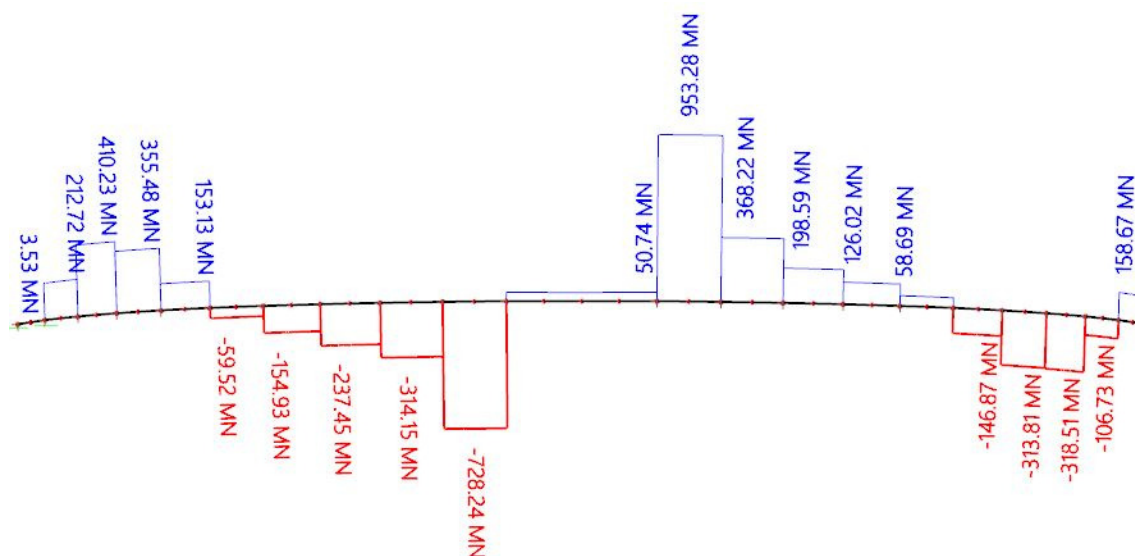 3.53 MN
212.72 MN
410.23 MN
355.48 MN
153.13 MN
-59.52 MN
-154.93 MN
-237.45 MN
-314.15 MN
-728.24 MN
50.74 MN
953.28 MN
368.22 MN
198.59 MN
126.02 MN
58.69 MN
-146.87 MN
-313.81 MN
-318.51 MN
-106.73 MN
158.67 MN